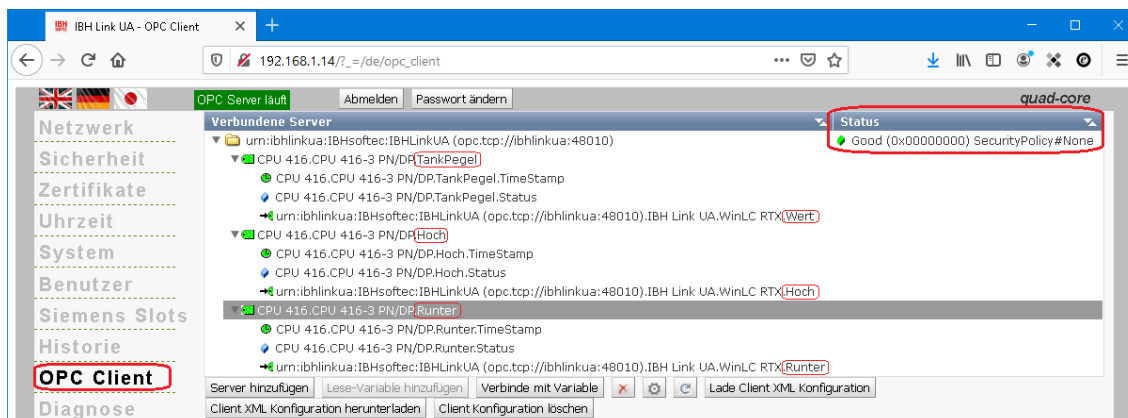 IBH Link UA - OPC Client
192.168.1.14/?_=/de/opc_client
OPC Server läuft Abmelden Passwort ändern quad-core
Netzwerk
Sicherheit
Zertifikate
Uhrzeit
System
Benutzer
Siemens Slots
Historie
OPC Client
Diagnose
Verbundene Server Status
urn:ibhlinkua:IBHsoftec:IBHLinkUA (opc.tcp://ibhlinkua:48010) Good (0x00000000) SecurityPolicy#None
CPU 416.CPU 416-3 PN/DP.TankPegel
CPU 416.CPU 416-3 PN/DP.TankPegel.TimeStamp
CPU 416.CPU 416-3 PN/DP.TankPegel.Status
urn:ibhlinkua:IBHsoftec:IBHLinkUA (opc.tcp://ibhlinkua:48010).IBH Link UA.WinLC RTX.Wert
CPU 416.CPU 416-3 PN/DP.Hoch
CPU 416.CPU 416-3 PN/DP.Hoch.TimeStamp
CPU 416.CPU 416-3 PN/DP.Hoch.Status
urn:ibhlinkua:IBHsoftec:IBHLinkUA (opc.tcp://ibhlinkua:48010).IBH Link UA.WinLC RTX.Hoch
CPU 416.CPU 416-3 PN/DP.Runter
CPU 416.CPU 416-3 PN/DP.Runter.TimeStamp
CPU 416.CPU 416-3 PN/DP.Runter.Status
urn:ibhlinkua:IBHsoftec:IBHLinkUA (opc.tcp://ibhlinkua:48010).IBH Link UA.WinLC RTX.Runter
Server hinzufügen Lese-Variable hinzufügen Verbinde mit Variable Lade Client XML Konfiguration
Client XML Konfiguration herunterladen Client Konfiguration löschen